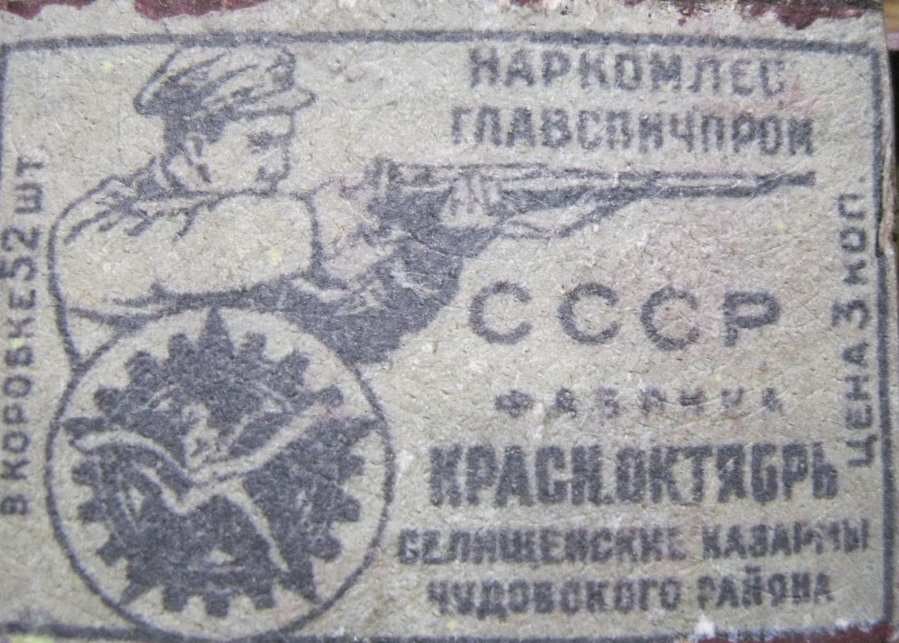 НАРКОМЛЕС
ГЛАВСПИЧПРОМ
СССР
ФАБРИКА
КРАСН.ОКТЯБРЬ
СЕЛИЩЕНСКИЕ КАЗАРМЫ
ЧУДОВСКОГО РАЙОНА
В КОРОБКЕ 52 ШТ
ЦЕНА 3 КОП.